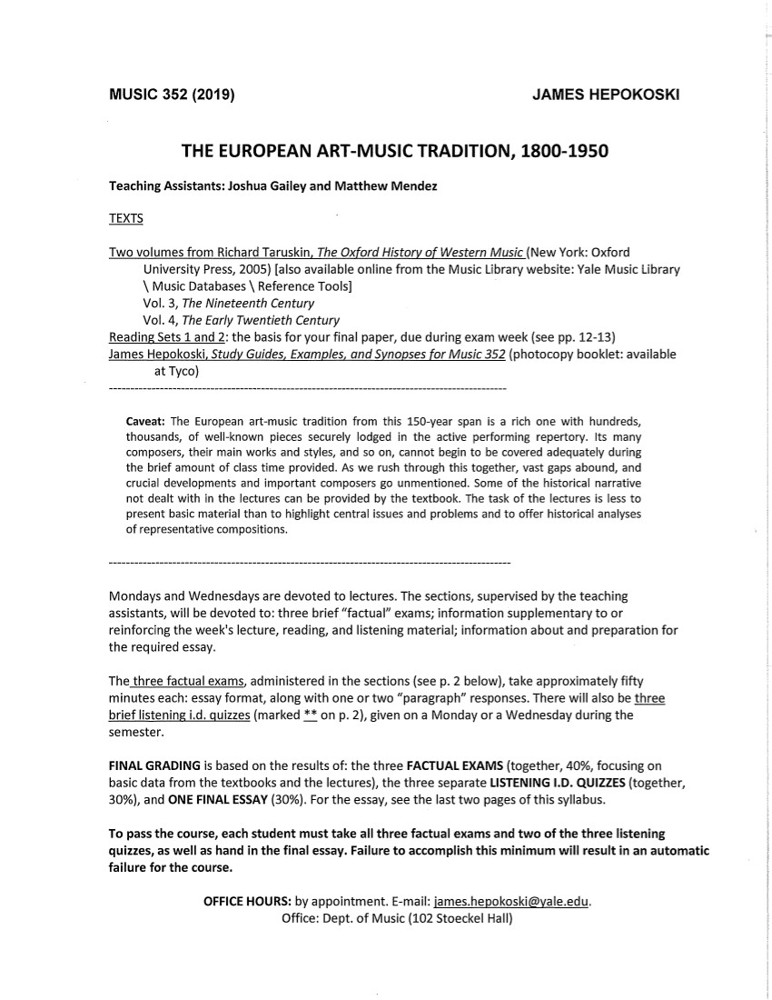 MUSIC 352 (2019) JAMES HEPOKOSKI
THE EUROPEAN ART-MUSIC TRADITION, 1800-1950
Teaching Assistants: Joshua Gailey and Matthew Mendez
TEXTS
Two volumes from Richard Taruskin, The Oxford History of Western Music (New York: Oxford
University Press, 2005) [also available online from the Music Library website: Yale Music Library
\ Music Databases \ Reference Tools]
Vol. 3, The Nineteenth Century
Vol. 4, The Early Twentieth Century
Reading Sets 1 and 2: the basis for your final paper, due during exam week (see pp. 12-13)
James Hepokoski, Study Guides, Examples, and Synopses for Music 352 (photocopy booklet: available
at Tyco)
----------------------------------------------------------------------------------------------
Caveat: The European art-music tradition from this 150-year span is a rich one with hundreds,
thousands, of well-known pieces securely lodged in the active performing repertory. Its many
composers, their main works and styles, and so on, cannot begin to be covered adequately during
the brief amount of class time provided. As we rush through this together, vast gaps abound, and
crucial developments and important composers go unmentioned. Some of the historical narrative
not dealt with in the lectures can be provided by the textbook. The task of the lectures is less to
present basic material than to highlight central issues and problems and to offer historical analyses
of representative compositions.
-----------------------------------------------------------------------------------------------
Mondays and Wednesdays are devoted to lectures. The sections, supervised by the teaching
assistants, will be devoted to: three brief “factual” exams; information supplementary to or
reinforcing the week's lecture, reading, and listening material; information about and preparation for
the required essay.
The three factual exams, administered in the sections (see p. 2 below), take approximately fifty
minutes each: essay format, along with one or two “paragraph” responses. There will also be three
brief listening i.d. quizzes (marked ** on p. 2), given on a Monday or a Wednesday during the
semester.
FINAL GRADING is based on the results of: the three FACTUAL EXAMS (together, 40%, focusing on
basic data from the textbooks and the lectures), the three separate LISTENING I.D. QUIZZES (together,
30%), and ONE FINAL ESSAY (30%). For the essay, see the last two pages of this syllabus.
To pass the course, each student must take all three factual exams and two of the three listening
quizzes, as well as hand in the final essay. Failure to accomplish this minimum will result in an automatic
failure for the course.
OFFICE HOURS: by appointment. E-mail: james.hepokoski@yale.edu.
Office: Dept. of Music (102 Stoeckel Hall)